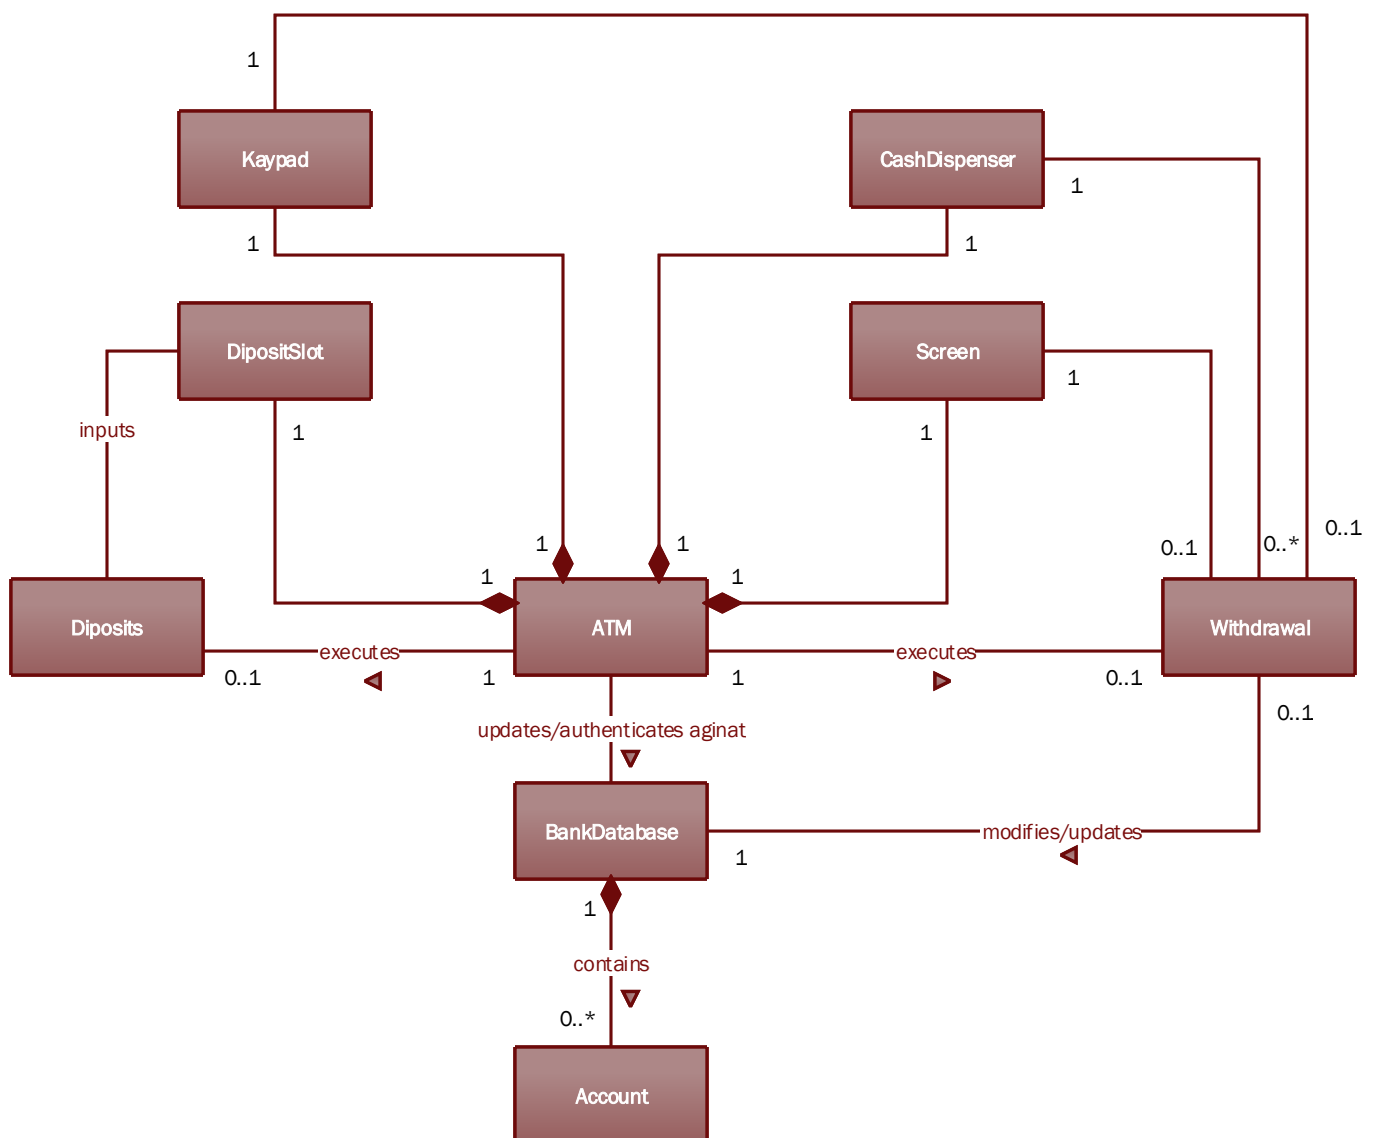 1
Kaypad
CashDispenser
1
1
1
DipositSlot
Screen
1
inputs
1
1
0..1
1
1
0..1
0..*
1
1
Diposits
ATM
Withdrawal
executes
executes
0..1
1
1
0..1
0..1
updates/authenticates aginat
BankDatabase
modifies/updates
1
1
contains
0..*
Account